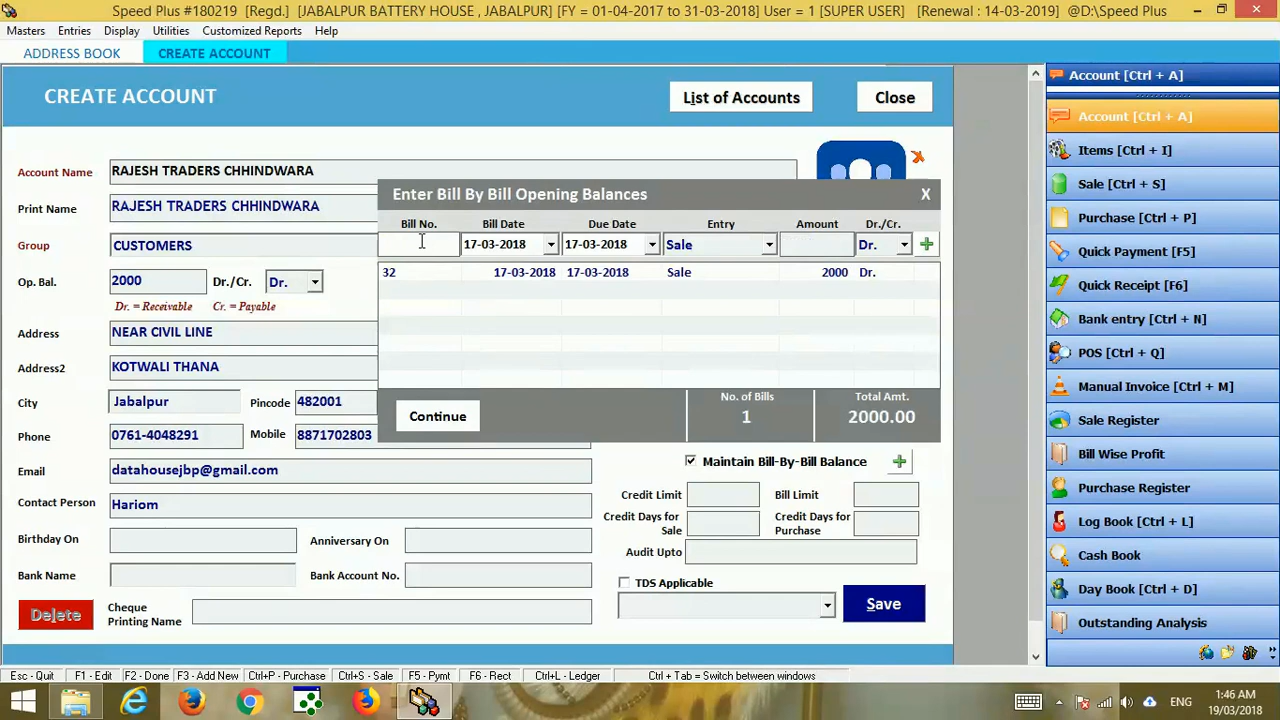 Speed Plus #180219 [Regd.] [JABALPUR BATTERY HOUSE , JABALPUR] [FY = 01-04-2017 to 31-03-2018] User = 1 [SUPER USER] [Renewal : 14-03-2019] @D:\Speed Plus
Masters Entries Display Utilities Customized Reports Help
ADDRESS BOOK CREATE ACCOUNT
CREATE ACCOUNT
List of Accounts
Close
Account Name RAJESH TRADERS CHHINDWARA
Print Name RAJESH TRADERS CHHINDWARA
Group CUSTOMERS
Op. Bal. 2000 Dr./Cr. Dr.
Dr. = Receivable Cr. = Payable
Address NEAR CIVIL LINE
Address2 KOTWALI THANA
City Jabalpur Pincode 482001
Phone 0761-4048291 Mobile 8871702803
Email datahousejbp@gmail.com
Contact Person Hariom
Birthday On Anniversary On
Bank Name Bank Account No.
Delete
Cheque
Printing Name
Enter Bill By Bill Opening Balances X
Bill No. Bill Date Due Date Entry Amount Dr./Cr.
17-03-2018 17-03-2018 Sale Dr.
32 17-03-2018 17-03-2018 Sale 2000 Dr.
Continue
No. of Bills
1
Total Amt.
2000.00
Maintain Bill-By-Bill Balance
Credit Limit Bill Limit
Credit Days for
Sale
Credit Days for
Purchase
Audit Upto
TDS Applicable
Save
Account [Ctrl + A]
Account [Ctrl + A]
Items [Ctrl + I]
Sale [Ctrl + S]
Purchase [Ctrl + P]
Quick Payment [F5]
Quick Receipt [F6]
Bank entry [Ctrl + N]
POS [Ctrl + Q]
Manual Invoice [Ctrl + M]
Sale Register
Bill Wise Profit
Purchase Register
Log Book [Ctrl + L]
Cash Book
Day Book [Ctrl + D]
Outstanding Analysis
Esc - Quit F1 - Edit F2 - Done F3 - Add New Ctrl+P - Purchase Ctrl+S - Sale F5 - Pymt F6 - Rect Ctrl+L - Ledger Ctrl + Tab = Switch between windows
ENG
1:46 AM
19/03/2018